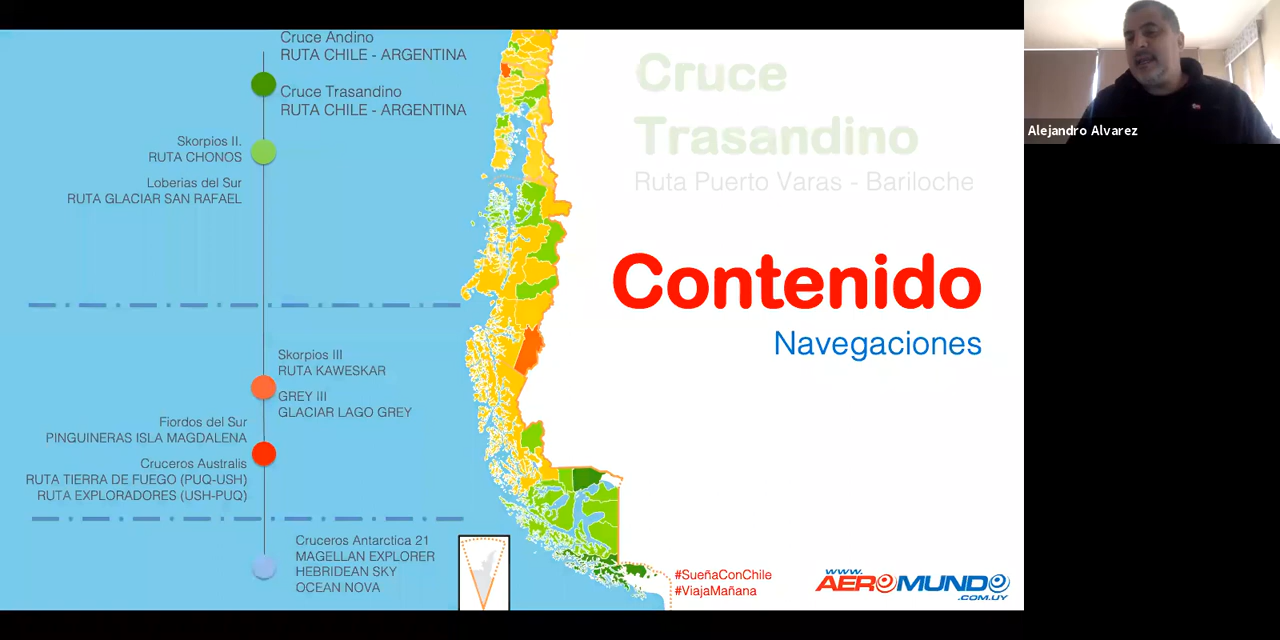 Cruce Andino
RUTA CHILE - ARGENTINA
Cruce Trasandino
RUTA CHILE - ARGENTINA
Skorpios II.
RUTA CHONOS
Loberias del Sur
RUTA GLACIAR SAN RAFAEL
Skorpios III
RUTA KAWESKAR
GREY III
GLACIAR LAGO GREY
Fiordos del Sur
PINGUINERAS ISLA MAGDALENA
Cruceros Australis
RUTA TIERRA DE FUEGO (PUQ-USH)
RUTA EXPLORADORES (USH-PUQ)
Cruceros Antarctica 21
MAGELLAN EXPLORER
HEBRIDEAN SKY
OCEAN NOVA
Cruce
Trasandino
Ruta Puerto Varas - Bariloche
Contenido
Navegaciones
#SueñaConChile
#ViajaMañana
WWW.
AEROMUNDO
.COM.UY
Alejandro Alvarez